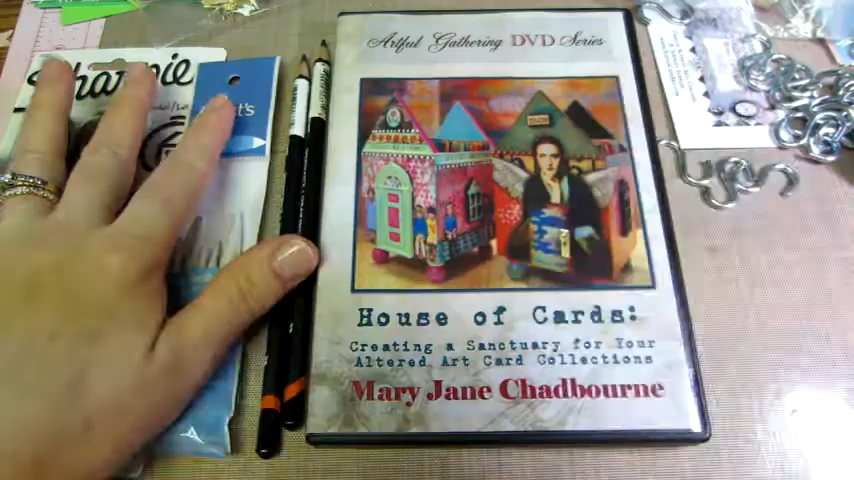 Sharpie
Artful Gathering DVD Series
House of Cards:
Creating a Sanctuary for Your
Altered Art Card Collections
Mary Jane Chadbourne